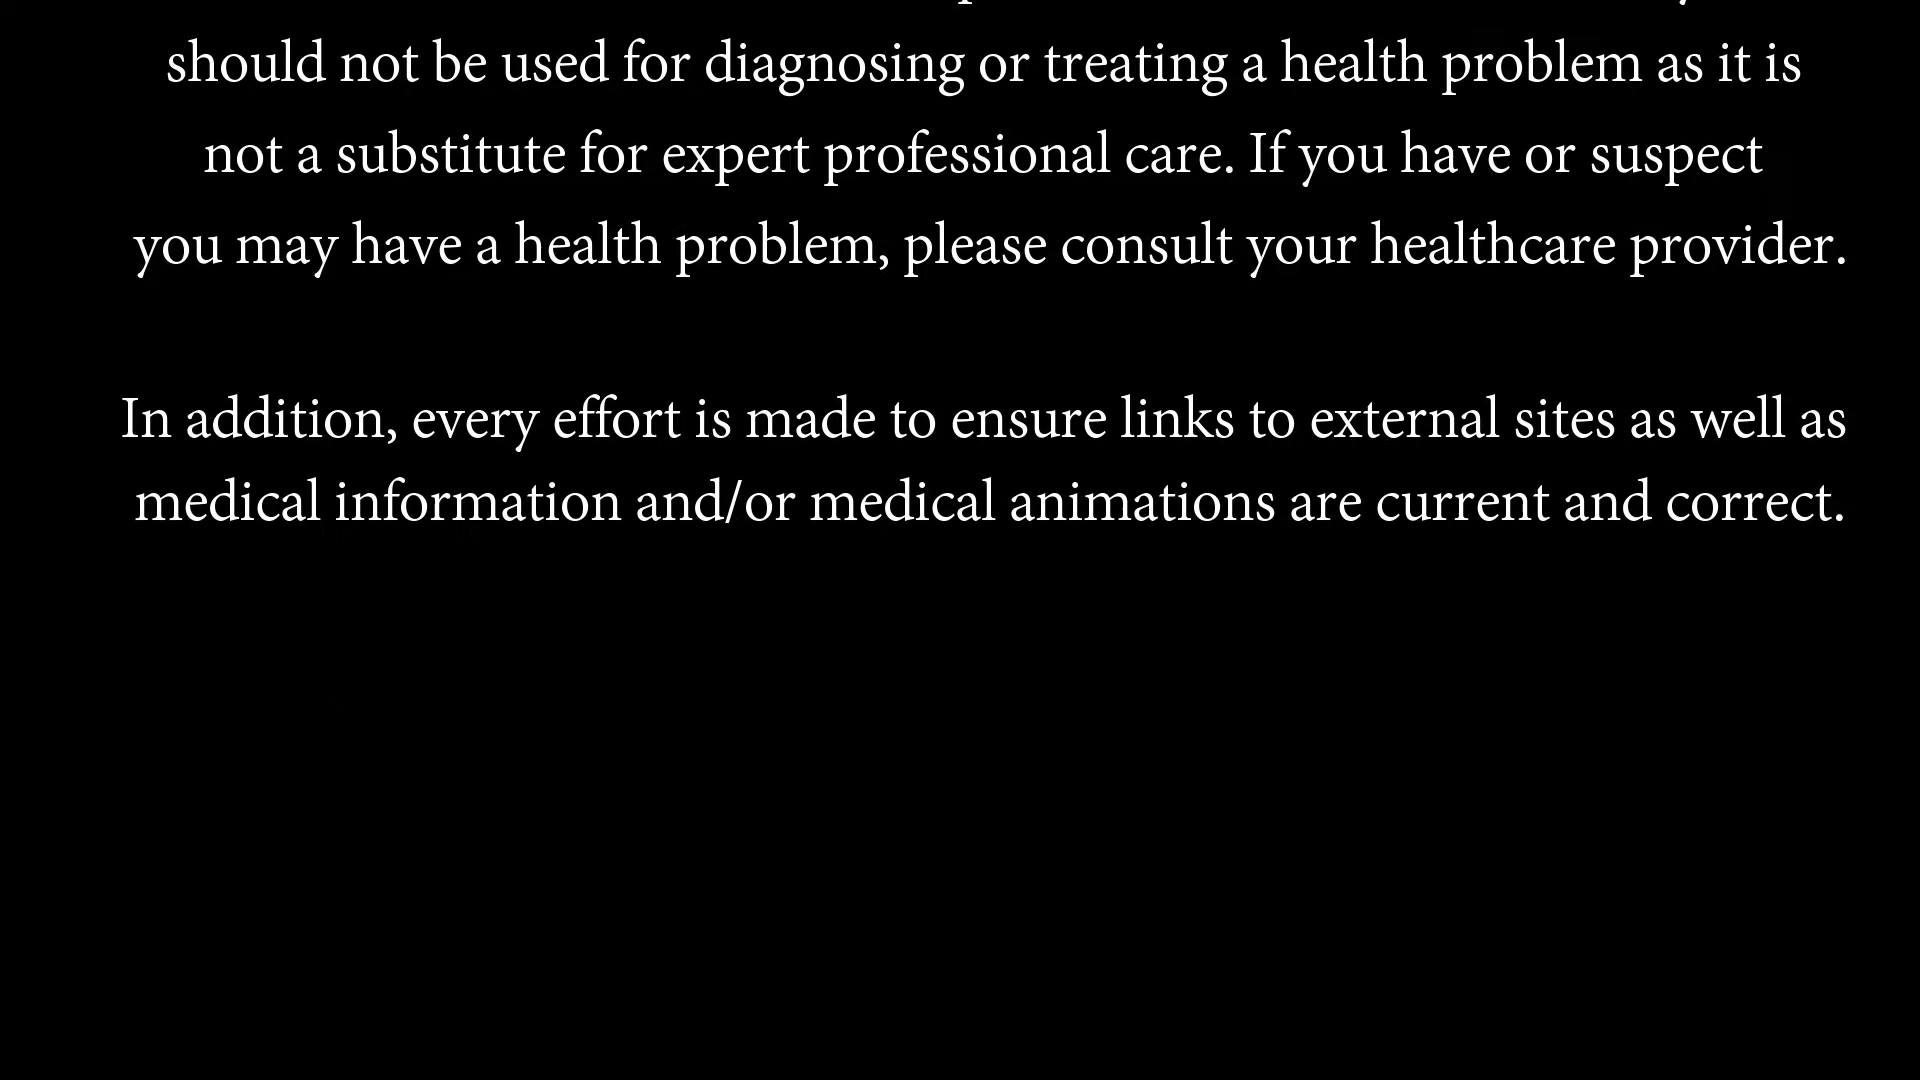 should not be used for diagnosing or treating a health problem as it is
not a substitute for expert professional care. If you have or suspect
you may have a health problem, please consult your healthcare provider.
In addition, every effort is made to ensure links to external sites as well as
medical information and/or medical animations are current and correct.